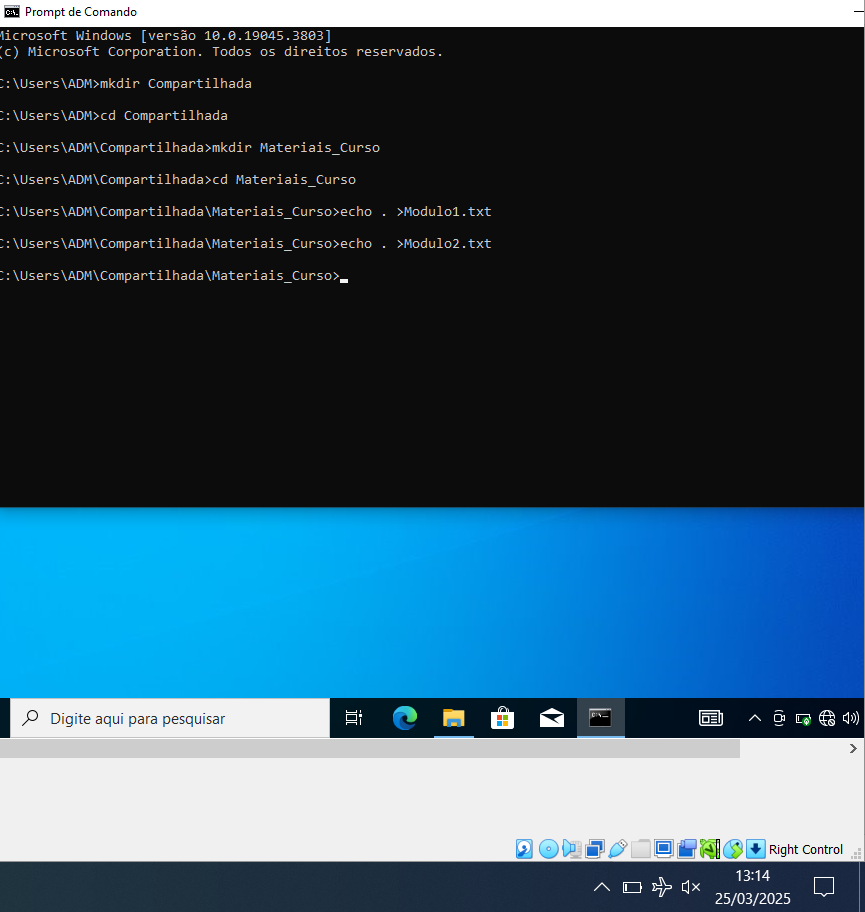 Prompt de Comando
Microsoft Windows [versão 10.0.19045.3803]
(c) Microsoft Corporation. Todos os direitos reservados.
C:\Users\ADM>mkdir Compartilhada
C:\Users\ADM>cd Compartilhada
C:\Users\ADM\Compartilhada>mkdir Materiais_Curso
C:\Users\ADM\Compartilhada>cd Materiais_Curso
C:\Users\ADM\Compartilhada\Materiais_Curso>echo . >Modulo1.txt
C:\Users\ADM\Compartilhada\Materiais_Curso>echo . >Modulo2.txt
C:\Users\ADM\Compartilhada\Materiais_Curso>
Digite aqui para pesquisar
Right Control
13:14
25/03/2025